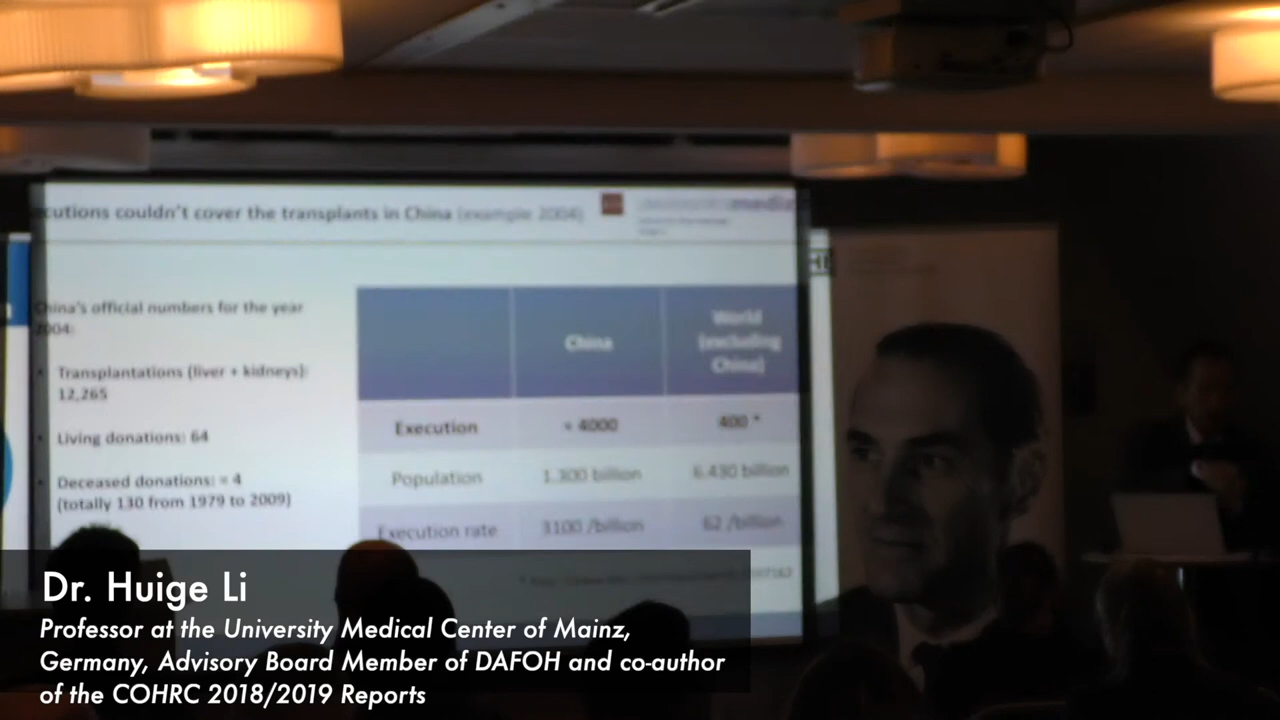 cutions couldn't cover the transplants in China (example 2004)
China's official numbers for the year
2004:
Transplantations (liver + kidneys):
12,265
Living donations: 64
Deceased donations: ≈ 4
(totally 130 from 1979 to 2009)
China
World
(excluding
China)
Execution ≈ 4000 400 *
Population 1.300 billion 6.430 billion
Execution rate 3100 /billion 62 /billion
Dr. Huige Li
Professor at the University Medical Center of Mainz,
Germany, Advisory Board Member of DAFOH and co-author
of the COHRC 2018/2019 Reports